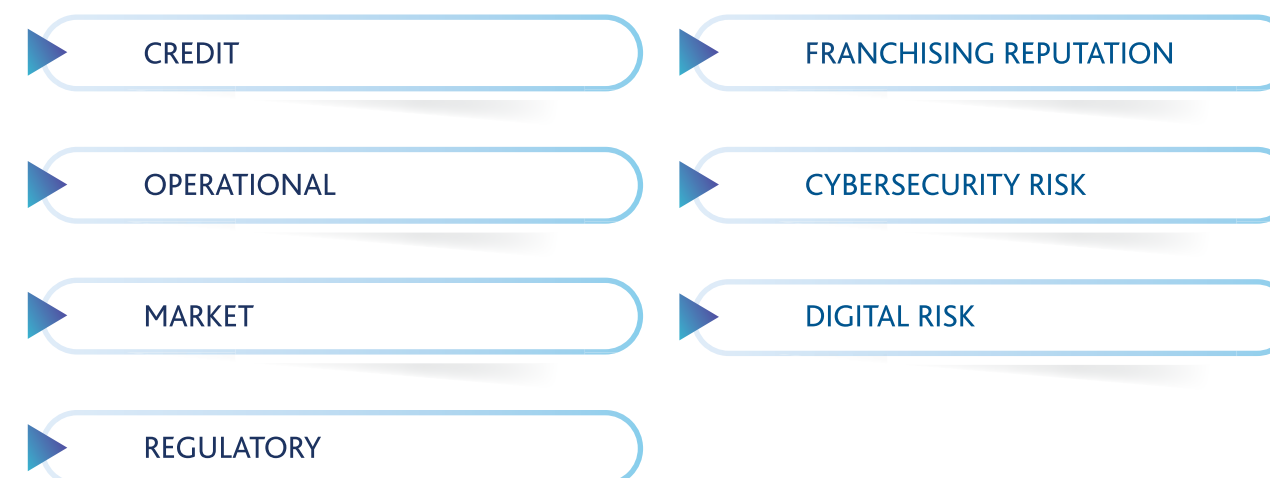 CREDIT
OPERATIONAL
MARKET
REGULATORY
FRANCHISING REPUTATION
CYBERSECURITY RISK
DIGITAL RISK